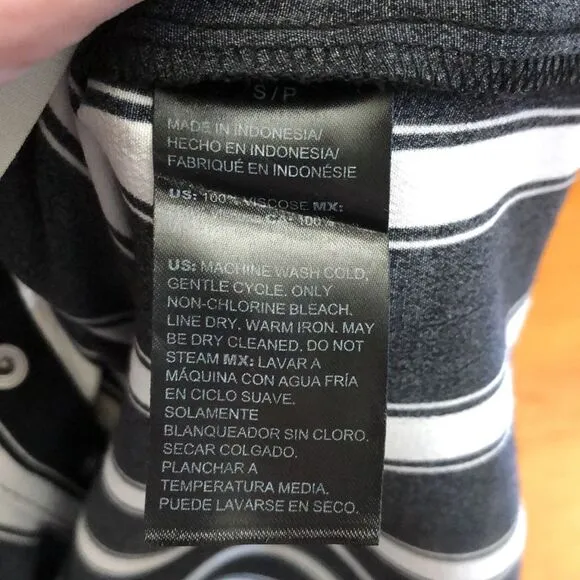 S/P
MADE IN INDONESIA/
HECHO EN INDONESIA/
FABRIQUÉ EN INDONÉSIE
US: 100% VISCOSE MX:
100%
US: MACHINE WASH COLD,
GENTLE CYCLE. ONLY
NON-CHLORINE BLEACH.
LINE DRY. WARM IRON. MAY
BE DRY CLEANED. DO NOT
STEAM MX: LAVAR A
MÁQUINA CON AGUA FRÍA
EN CICLO SUAVE.
SOLAMENTE
BLANQUEADOR SIN CLORO.
SECAR COLGADO.
PLANCHAR A
TEMPERATURA MEDIA.
PUEDE LAVARSE EN SECO.